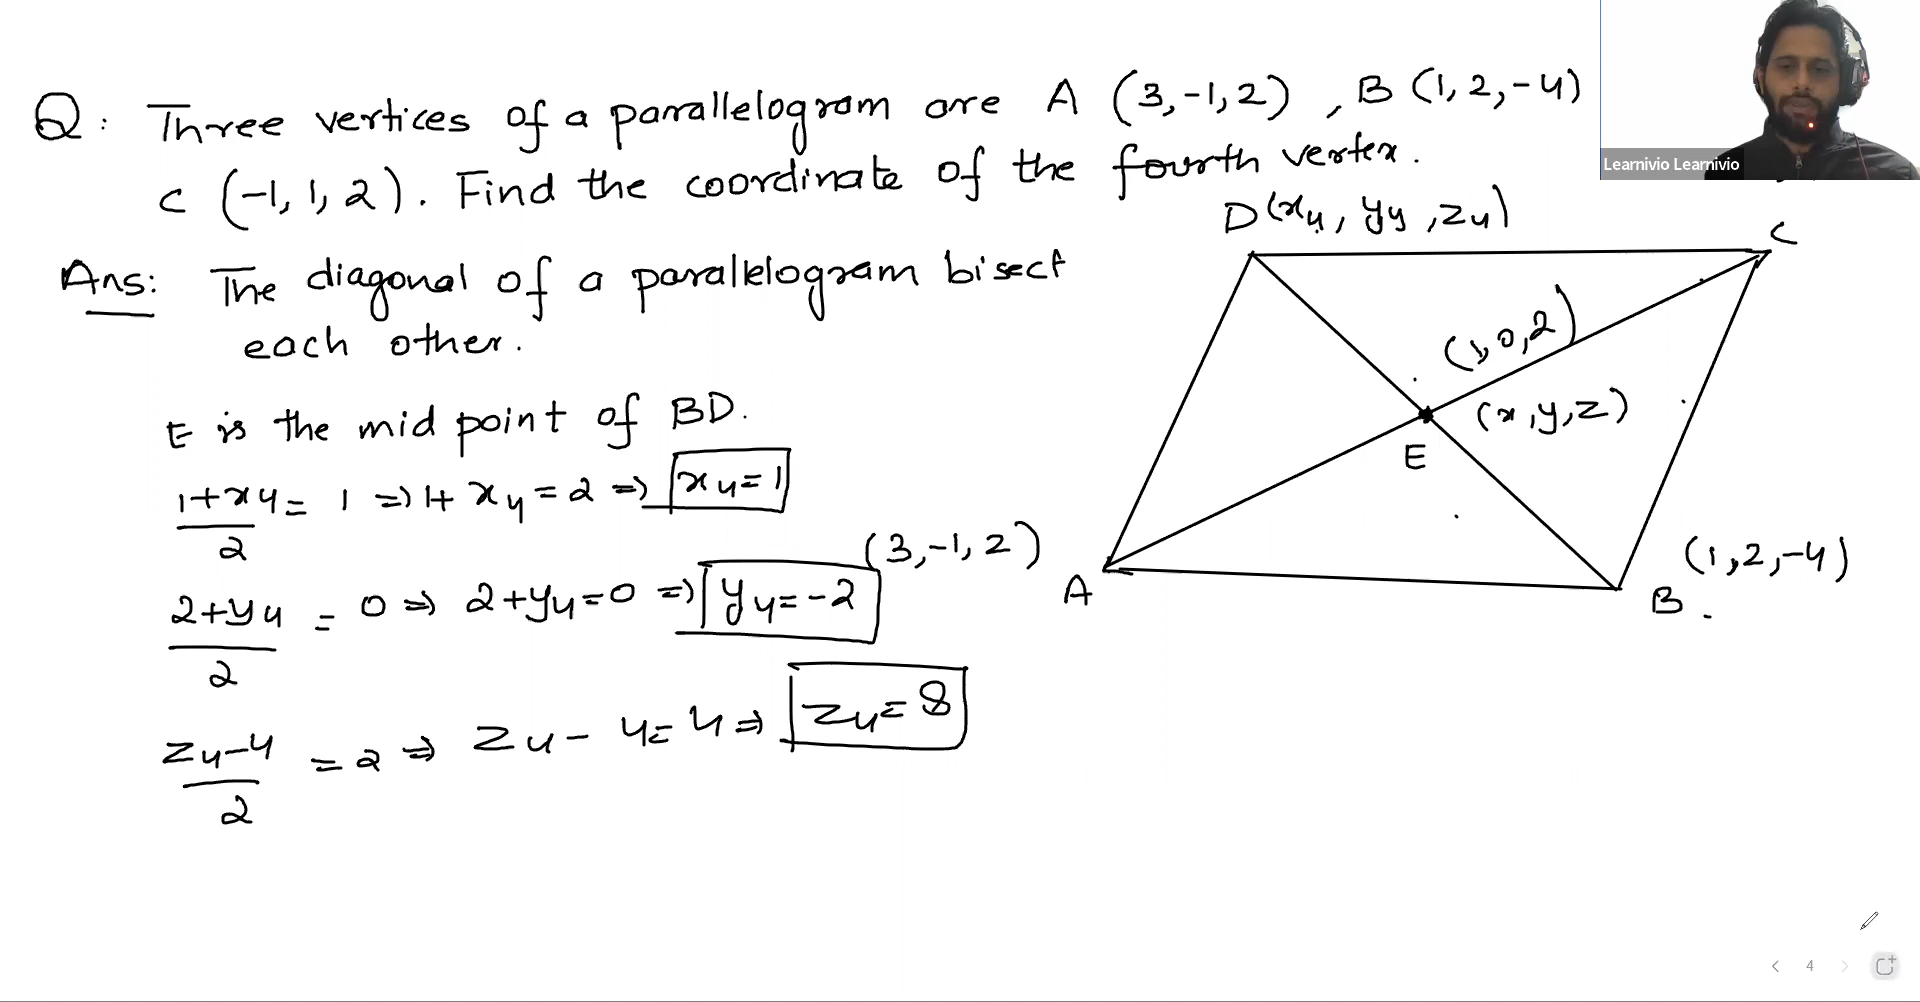 Q: Three vertices of a parallelogram are A (3,-1,2) , B (1,2,-4)
C (-1,1,2). Find the coordinate of the fourth vertex.
Ans: The diagonal of a parallelogram bisect
each other.
E is the mid point of BD.
(1+x4)/2 = 1 => 1+x4=2 => x4=1
(2+y4)/2 = 0 => 2+y4=0 => y4=-2
(z4-4)/2 = 2 => z4-4=4 => z4=8
D(x4, y4, z4)
C
(1,0,2)
(x,y,z)
E
(3,-1,2)
A
(1,2,-4)
B
Learnivio Learnivio
4